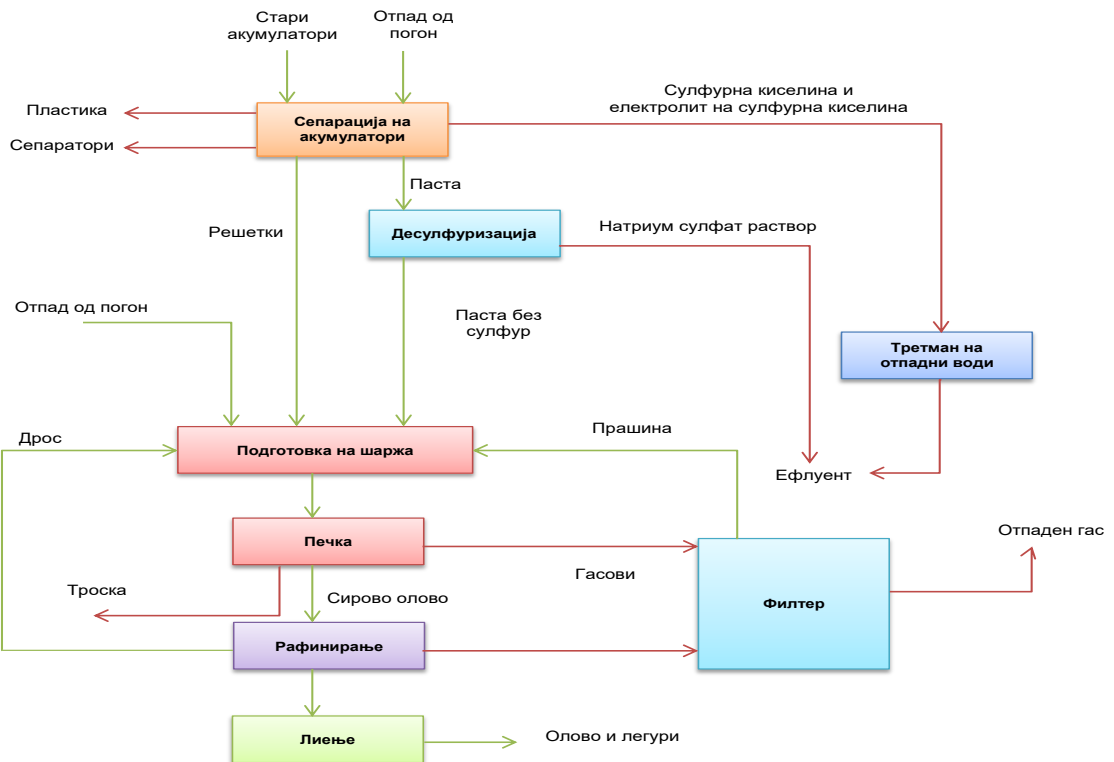 Стари
акумулатори
Отпад од
погон
Пластика
Сепаратори
Сепарација на
акумулатори
Сулфурна киселина и
електролит на сулфурна киселина
Паста
Решетки
Десулфуризација
Натриум сулфат раствор
Отпад од погон
Паста без
сулфур
Третман на
отпадни води
Дрос
Подготовка на шаржа
Прашина
Ефлуент
Печка
Гасови
Отпаден гас
Троска
Сирово олово
Филтер
Рафинирање
Лиење
Олово и легури